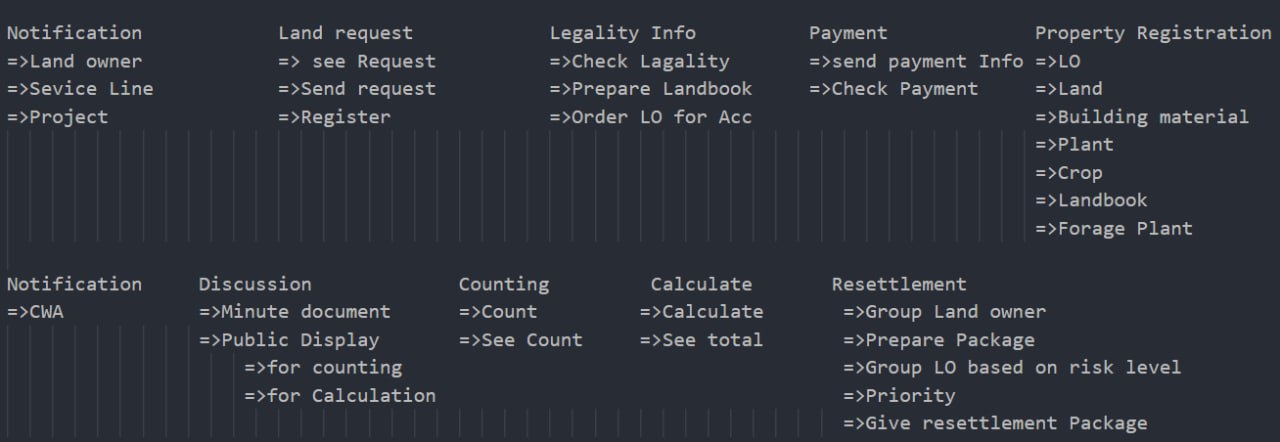 Notification Land request Legality Info Payment Property Registration
=>Land owner => see Request =>Check Lagality =>send payment Info =>LO
=>Sevice Line =>Send request =>Prepare Landbook =>Check Payment =>Land
=>Project =>Register =>Order LO for Acc =>Building material
=>Plant
=>Crop
=>Landbook
=>Forage Plant
Notification Discussion Counting Calculate Resettlement
=>CWA =>Minute document =>Count =>Calculate =>Group Land owner
=>Public Display =>See Count =>See total =>Prepare Package
=>for counting =>Group LO based on risk level
=>for Calculation =>Priority
=>Give resettlement Package